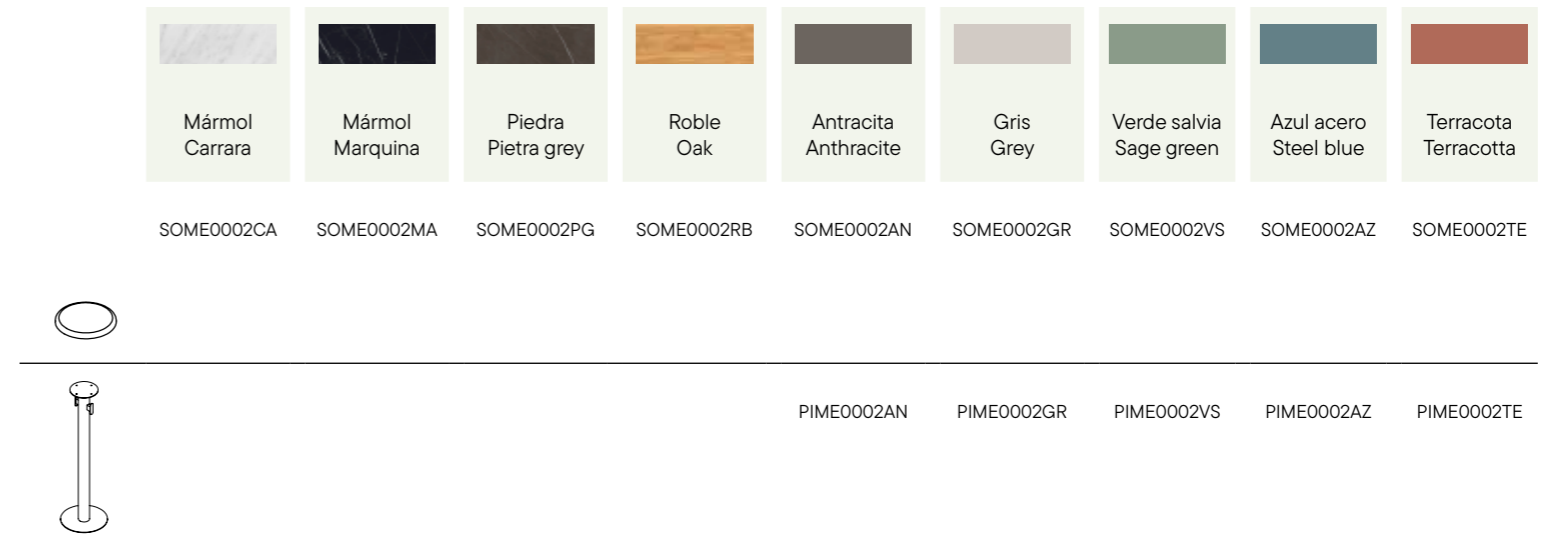 Mármol
Carrara
Mármol
Marquina
Piedra
Pietra grey
Roble
Oak
Antracita
Anthracite
Gris
Grey
Verde salvia
Sage green
Azul acero
Steel blue
Terracota
Terracotta
SOME0002CA SOME0002MA SOME0002PG SOME0002RB SOME0002AN SOME0002GR SOME0002VS SOME0002AZ SOME0002TE
PIME0002AN PIME0002GR PIME0002VS PIME0002AZ PIME0002TE